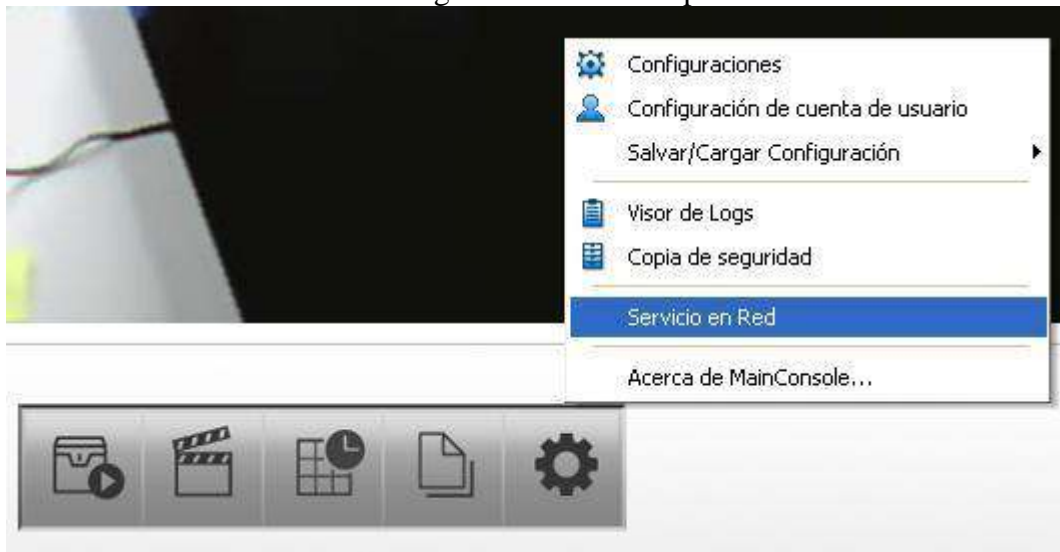 Configuraciones
Configuración de cuenta de usuario
Salvar/Cargar Configuración
Visor de Logs
Copia de seguridad
Servicio en Red
Acerca de MainConsole...